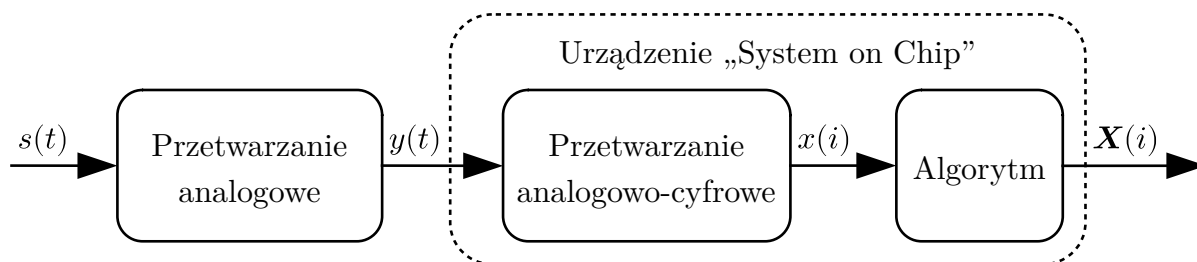 Urządzenie „System on Chip”
s(t)
Przetwarzanie
analogowe
y(t)
Przetwarzanie
analogowo-cyfrowe
x(i)
Algorytm
X(i)